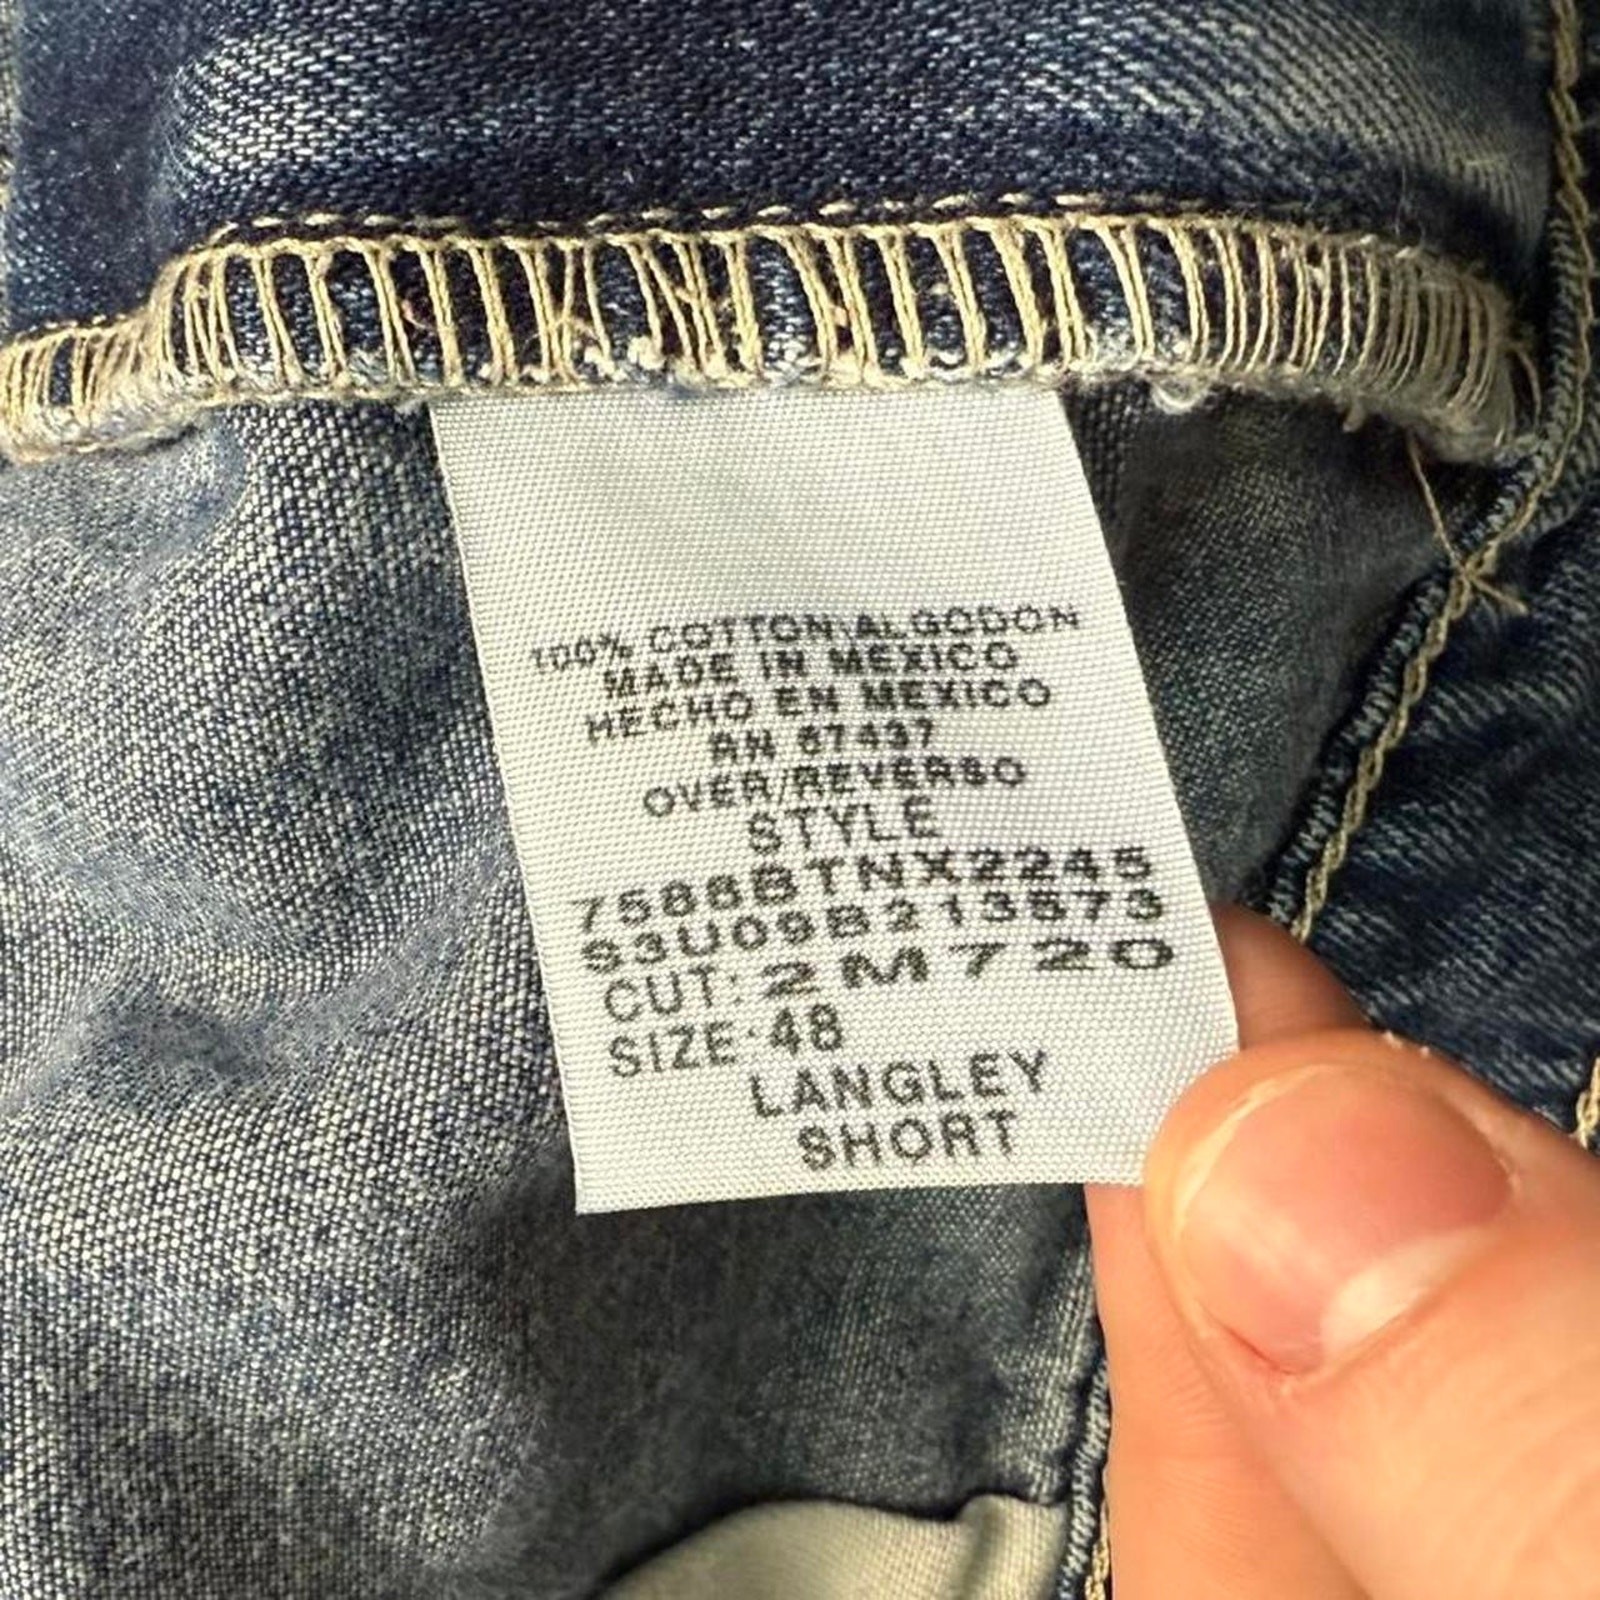 100% COTTON/ALGODON
MADE IN MEXICO
HECHO EN MEXICO
RN 67437
OVER/REVERSO
STYLE
7586BTNX2245
S3U09B213573
CUT: 2M720
SIZE: 48
LANGLEY
SHORT